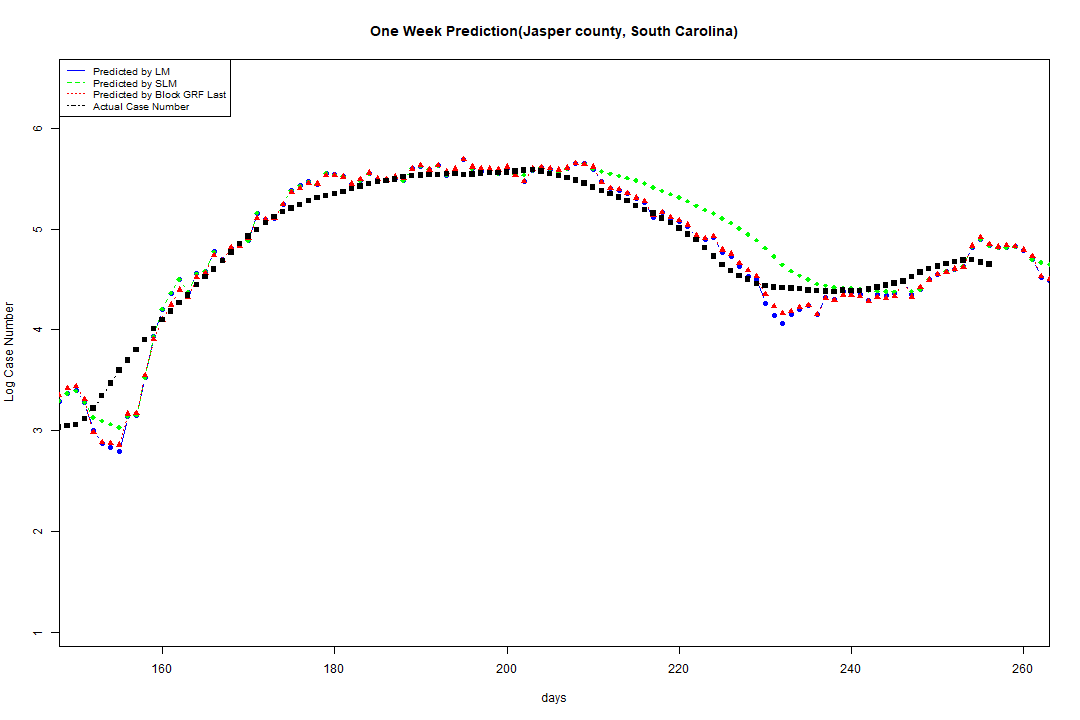 One Week Prediction(Jasper county, South Carolina)
Predicted by LM
Predicted by SLM
Predicted by Block GRF Last
Actual Case Number
6
5
4
3
2
1
Log Case Number
160 180 200 220 240 260
days